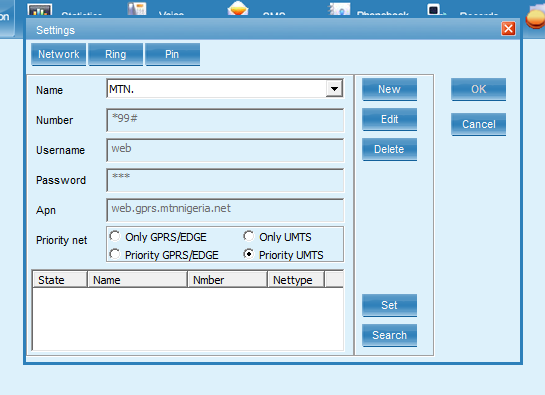 on Statistics Voice SMS Phonebook Records
Settings
Network Ring Pin
Name MTN. New OK
Number *99# Edit Cancel
Username web Delete
Password ***
Apn web.gprs.mtnnigeria.net
Priority net Only GPRS/EDGE Only UMTS
Priority GPRS/EDGE Priority UMTS
State Name Nmber Nettype
Set
Search